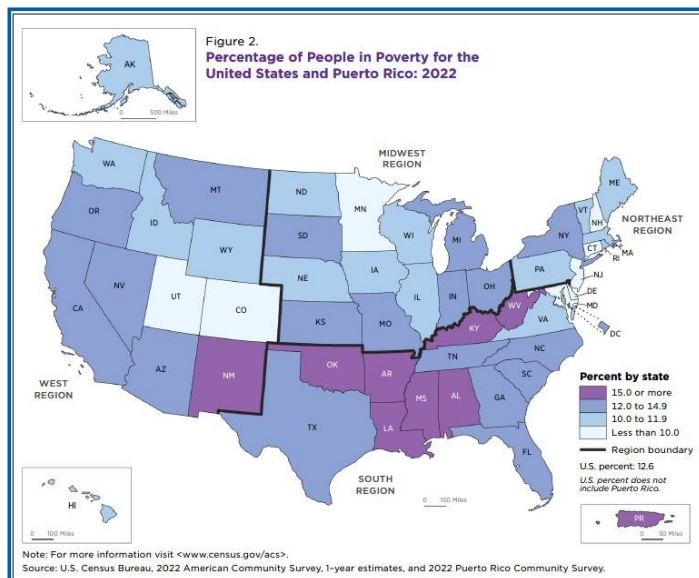 Figure 2.
Percentage of People in Poverty for the
United States and Puerto Rico: 2022
AK
0 500 Miles
MIDWEST
REGION
NORTHEAST
REGION
WEST
REGION
SOUTH
REGION
WA
MT
ND
MN
ME
OR
ID
SD
WI
MI
VT
NH
NY
MA
RI
CT
WY
NE
IA
PA
NJ
NV
UT
CO
IL
IN
OH
DE
MD
CA
KS
MO
WV
VA
KY
DC
AZ
NM
OK
AR
TN
NC
SC
TX
LA
MS
AL
GA
FL
0 100 Miles
HI
0 100 Miles
Percent by state
15.0 or more
12.0 to 14.9
10.0 to 11.9
Less than 10.0
Region boundary
U.S. percent: 12.6
U.S. percent does not
include Puerto Rico.
PR
0 50 Miles
Note: For more information visit <www.census.gov/acs>.
Source: U.S. Census Bureau, 2022 American Community Survey, 1-year estimates, and 2022 Puerto Rico Community Survey.